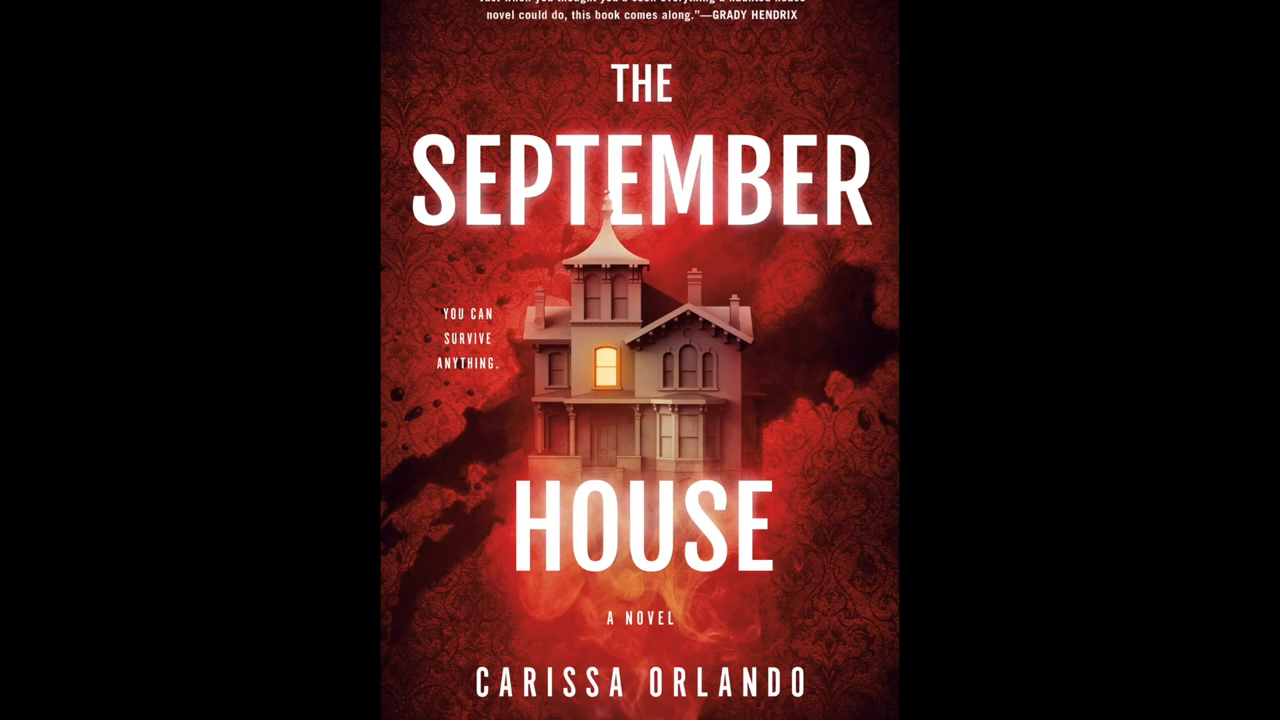 novel could do, this book comes along."—GRADY HENDRIX
THE
SEPTEMBER
YOU CAN
SURVIVE
ANYTHING.
HOUSE
A NOVEL
CARISSA ORLANDO